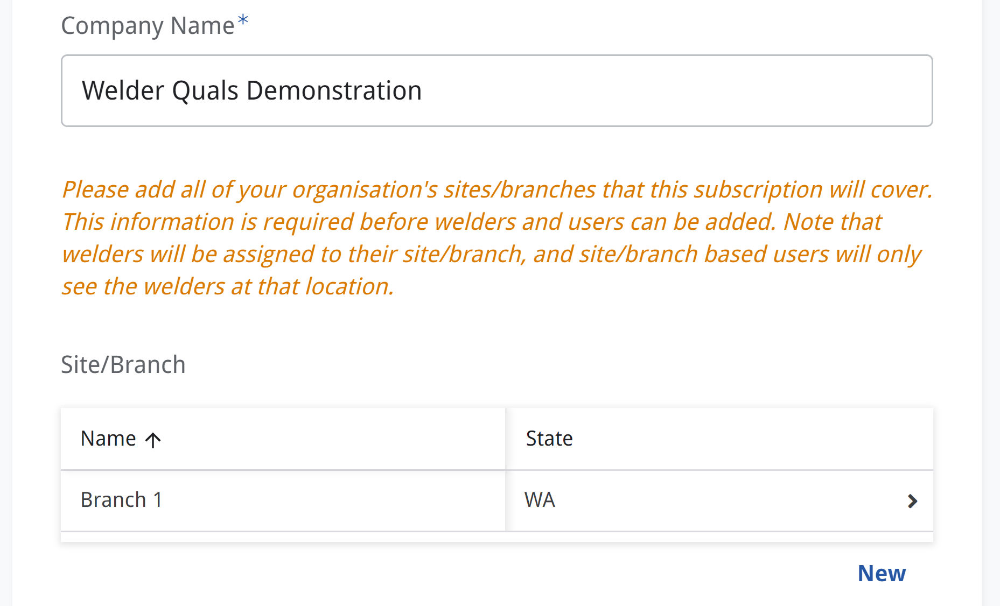 Company Name*
Welder Quals Demonstration
Please add all of your organisation's sites/branches that this subscription will cover.
This information is required before welders and users can be added. Note that
welders will be assigned to their site/branch, and site/branch based users will only
see the welders at that location.
Site/Branch
Name ↑ State
Branch 1 WA
New